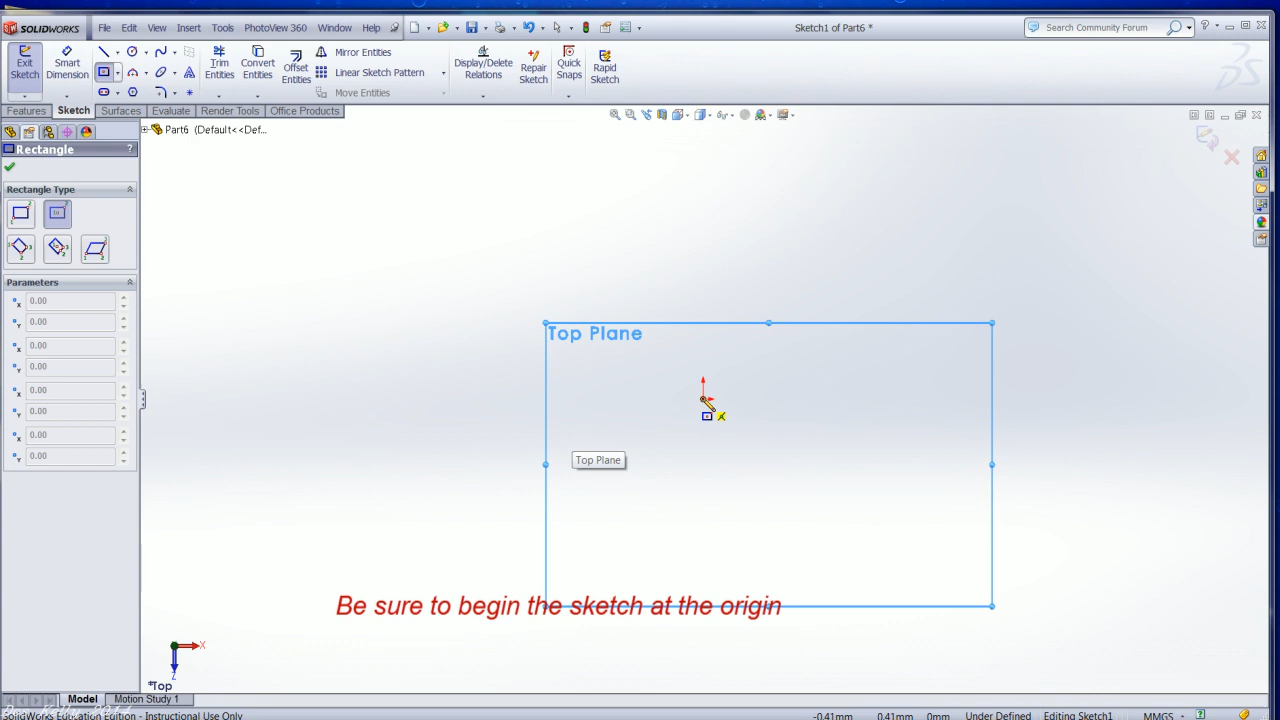 SOLIDWORKS File Edit View Insert Tools PhotoView 360 Window Help Sketch1 of Part6 * Search Community Forum ?
Exit Sketch
Smart Dimension
Trim Entities
Convert Entities
Offset Entities
Mirror Entities
Linear Sketch Pattern
Move Entities
Display/Delete Relations
Repair Sketch
Quick Snaps
Rapid Sketch
Features Sketch Surfaces Evaluate Render Tools Office Products
Part6 (Default<<Def...
Rectangle ?
Rectangle Type
Parameters
0.00
0.00
0.00
0.00
0.00
0.00
0.00
0.00
Top Plane
Top Plane
Be sure to begin the sketch at the origin
X
Z
*Top
Model Motion Study 1
SolidWorks Education Edition - Instructional Use Only -0.41mm 0.41mm 0mm Under Defined Editing Sketch1 MMGS ?